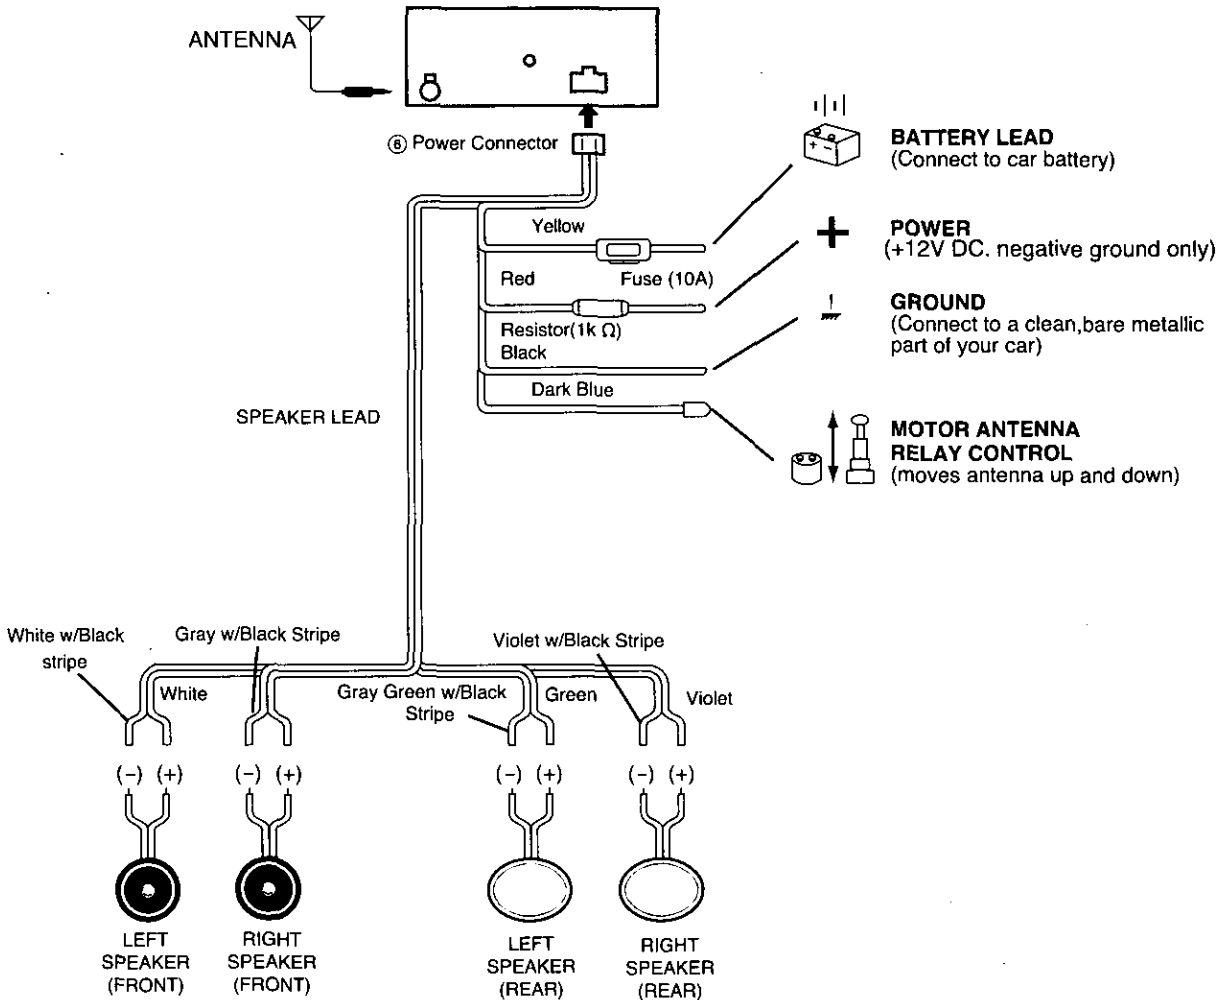 ANTENNA
⑥ Power Connector
BATTERY LEAD
(Connect to car battery)
Yellow
POWER
(+12V DC. negative ground only)
Red
Fuse (10A)
GROUND
(Connect to a clean,bare metallic
part of your car)
Resistor(1k Ω)
Black
Dark Blue
SPEAKER LEAD
MOTOR ANTENNA
RELAY CONTROL
(moves antenna up and down)
White w/Black
stripe
Gray w/Black Stripe
Violet w/Black Stripe
White
Gray Green w/Black
Stripe
Green
Violet
(-) (+) (-) (+) (-) (+) (-) (+)
LEFT
SPEAKER
(FRONT)
RIGHT
SPEAKER
(FRONT)
LEFT
SPEAKER
(REAR)
RIGHT
SPEAKER
(REAR)